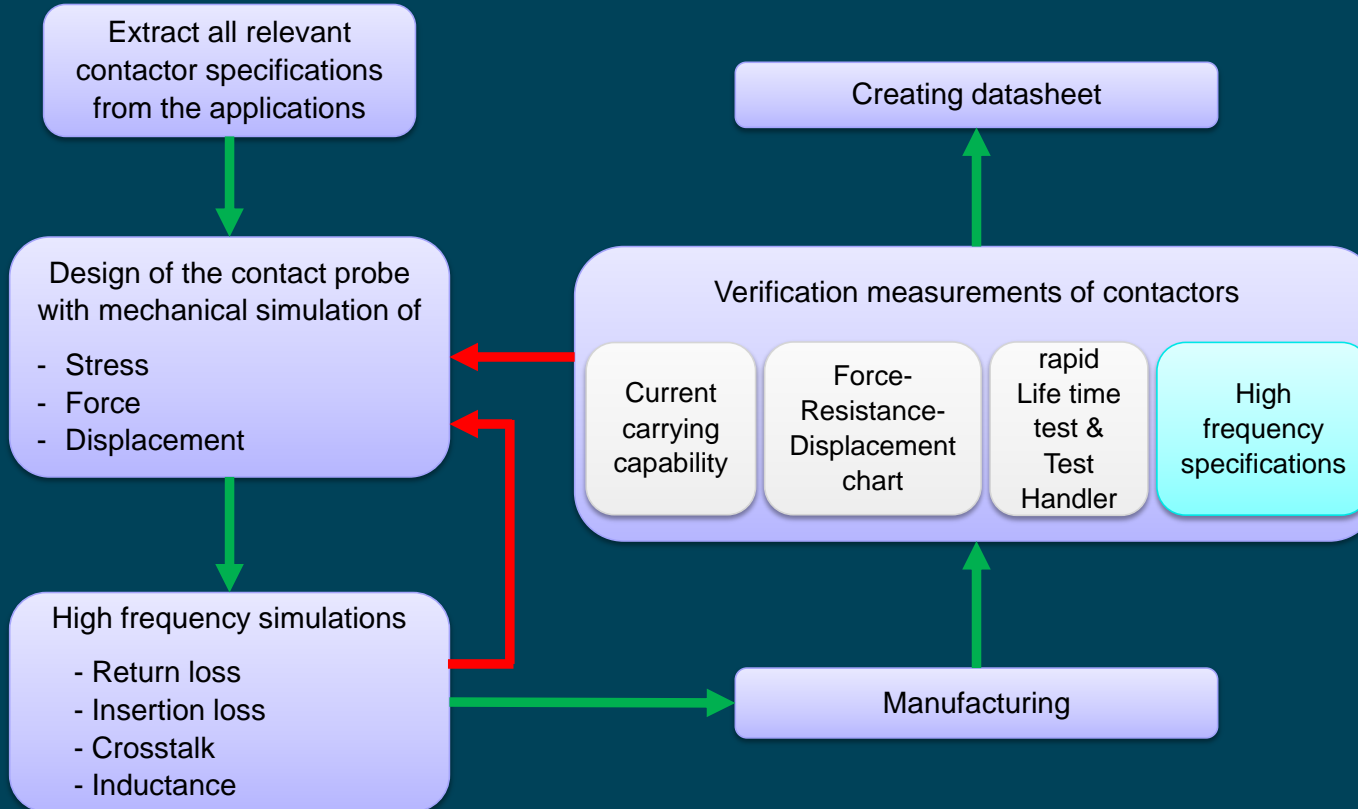 Extract all relevant
contactor specifications
from the applications
Design of the contact probe
with mechanical simulation of
- Stress
- Force
- Displacement
High frequency simulations
- Return loss
- Insertion loss
- Crosstalk
- Inductance
Creating datasheet
Verification measurements of contactors
Current
carrying
capability
Force-
Resistance-
Displacement
chart
rapid
Life time
test &
Test
Handler
High
frequency
specifications
Manufacturing